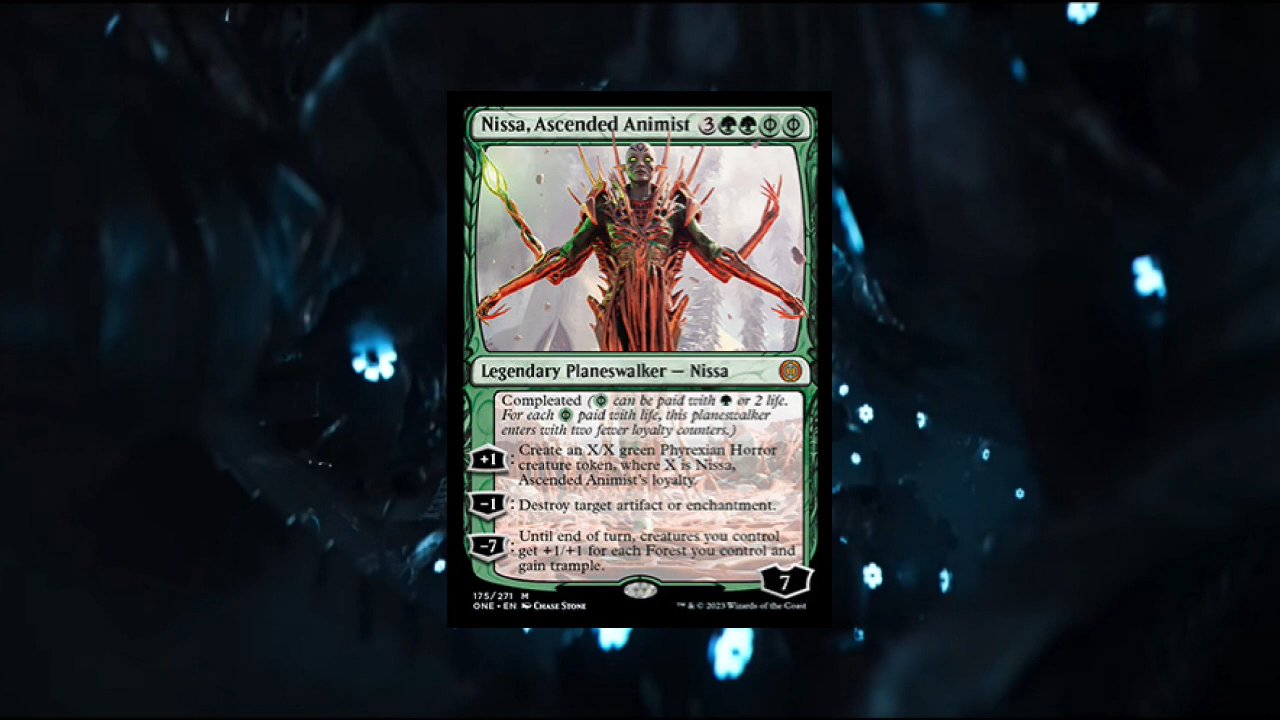 Nissa, Ascended Animist 3
Legendary Planeswalker — Nissa
Compleated ( can be paid with or 2 life.
For each paid with life, this planeswalker
enters with two fewer loyalty counters.)
+1: Create an X/X green Phyrexian Horror
creature token, where X is Nissa,
Ascended Animist's loyalty.
-1: Destroy target artifact or enchantment.
-7: Until end of turn, creatures you control
get +1/+1 for each Forest you control and
gain trample.
7
175/271 M
ONE • EN CHASE STONE
™ & © 2023 Wizards of the Coast